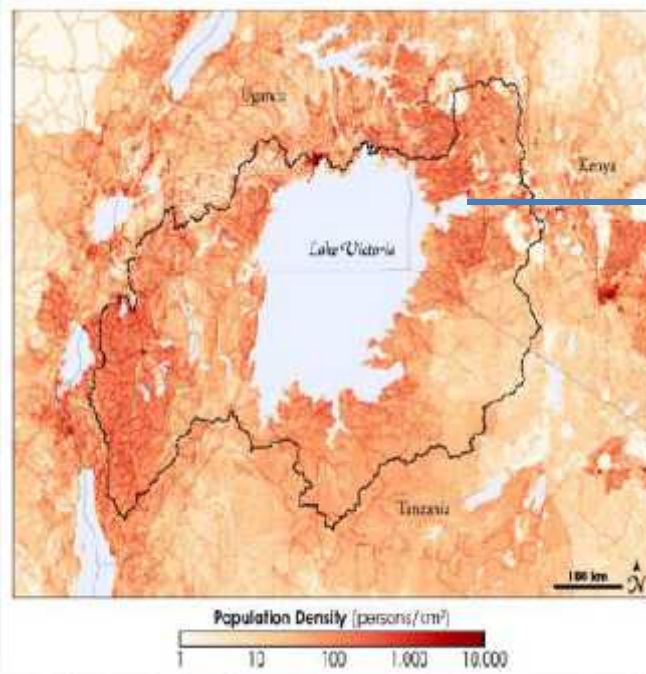 Uganda
Kenya
Lake Victoria
Tanzania
100 km
N
Population Density (persons/km²)
1 10 100 1.000 10.000